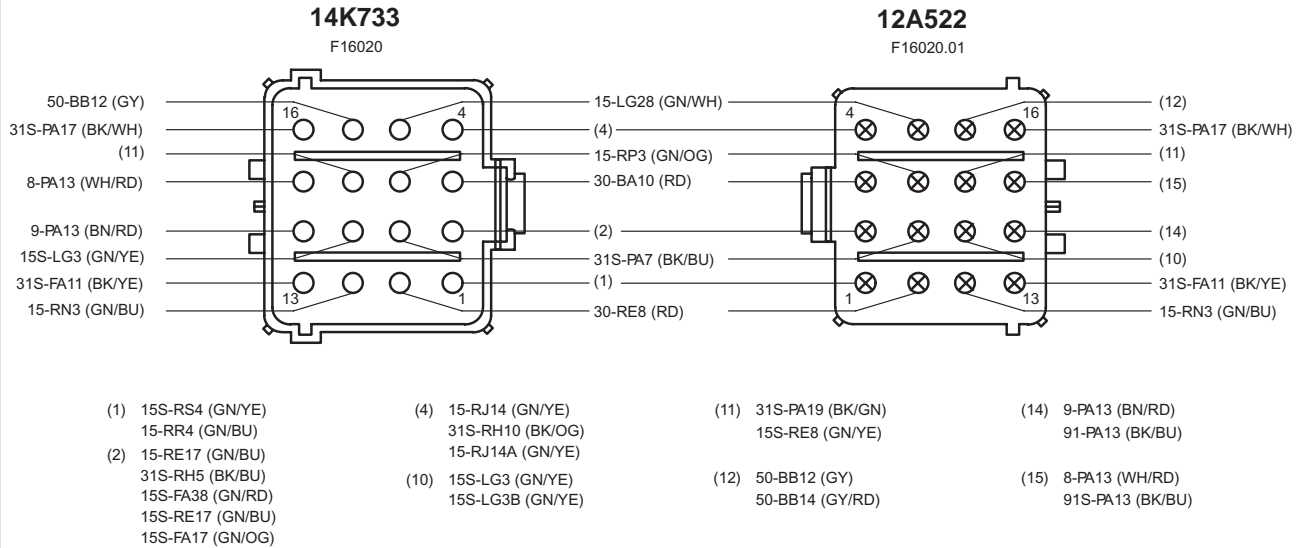 14K733
F16020
12A522
F16020.01
50-BB12 (GY)
31S-PA17 (BK/WH)
(11)
8-PA13 (WH/RD)
9-PA13 (BN/RD)
15S-LG3 (GN/YE)
31S-FA11 (BK/YE)
15-RN3 (GN/BU)
16
4
13
1
15-LG28 (GN/WH)
(4)
15-RP3 (GN/OG)
30-BA10 (RD)
(2)
31S-PA7 (BK/BU)
(1)
30-RE8 (RD)
4
16
1
13
(12)
31S-PA17 (BK/WH)
(11)
(15)
(14)
(10)
31S-FA11 (BK/YE)
15-RN3 (GN/BU)
(1) 15S-RS4 (GN/YE)
15-RR4 (GN/BU)
(2) 15-RE17 (GN/BU)
31S-RH5 (BK/BU)
15S-FA38 (GN/RD)
15S-RE17 (GN/BU)
15S-FA17 (GN/OG)
(4) 15-RJ14 (GN/YE)
31S-RH10 (BK/OG)
15-RJ14A (GN/YE)
(10) 15S-LG3 (GN/YE)
15S-LG3B (GN/YE)
(11) 31S-PA19 (BK/GN)
15S-RE8 (GN/YE)
(12) 50-BB12 (GY)
50-BB14 (GY/RD)
(14) 9-PA13 (BN/RD)
91-PA13 (BK/BU)
(15) 8-PA13 (WH/RD)
91S-PA13 (BK/BU)